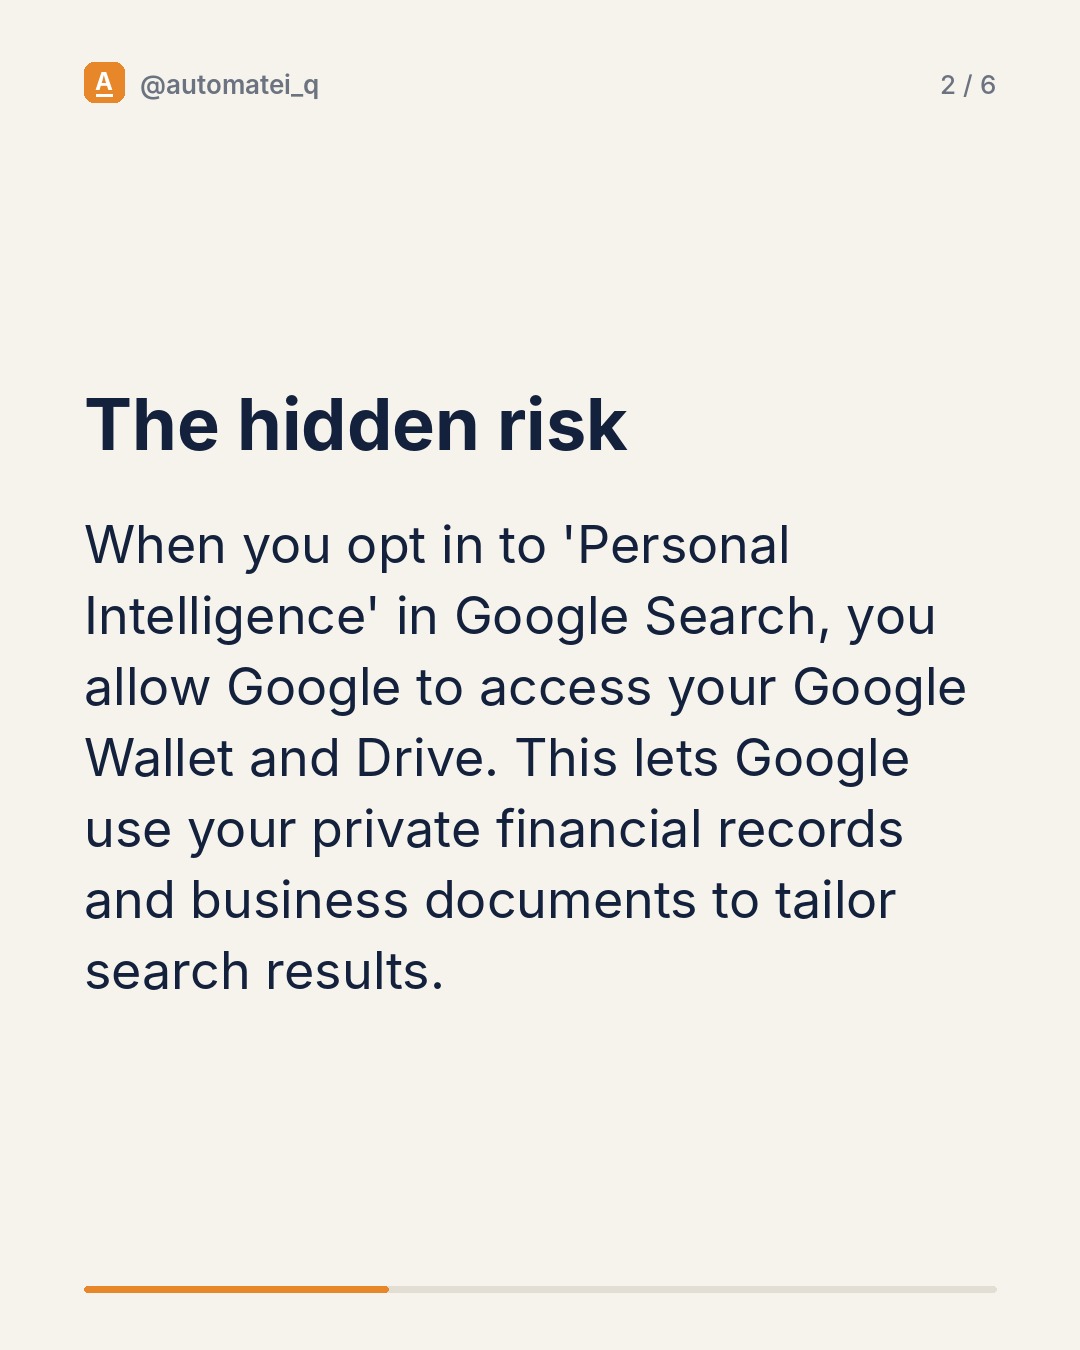 A
@automatei_q
2 / 6
The hidden risk
When you opt in to 'Personal
Intelligence' in Google Search, you
allow Google to access your Google
Wallet and Drive. This lets Google
use your private financial records
and business documents to tailor
search results.